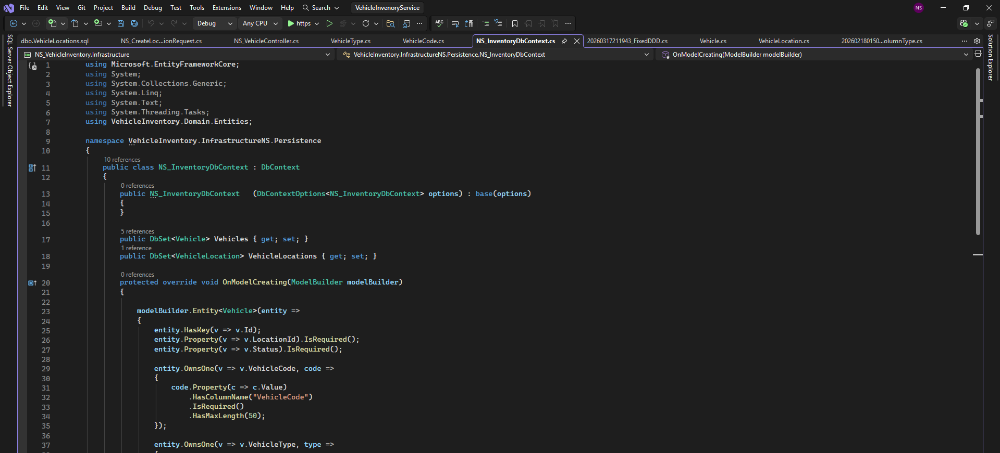 File Edit View Git Project Build Debug Test Tools Extensions Window Help Search VehicleInvenoryService NS
Debug Any CPU https
dbo.VehicleLocations.sql NS_CreateLoc...ionRequest.cs NS_VehicleController.cs VehicleType.cs VehicleCode.cs NS_InventoryDbContext.cs 20260317211943_FixedDDD.cs Vehicle.cs VehicleLocation.cs 202602180150...olumnType.cs
NS_VehicleInventory.Infrastructure VehicleInventory.InfrastructureNS.Persistence.NS_InventoryDbContext OnModelCreating(ModelBuilder modelBuilder)
SQL Server Object Explorer
Solution Explorer
1 using Microsoft.EntityFrameworkCore;
2 using System;
3 using System.Collections.Generic;
4 using System.Linq;
5 using System.Text;
6 using System.Threading.Tasks;
7 using VehicleInventory.Domain.Entities;
8
9 namespace VehicleInventory.InfrastructureNS.Persistence
10 {
10 references
11 public class NS_InventoryDbContext : DbContext
12 {
0 references
13 public NS_InventoryDbContext (DbContextOptions<NS_InventoryDbContext> options) : base(options)
14 {
15 }
16
5 references
17 public DbSet<Vehicle> Vehicles { get; set; }
1 reference
18 public DbSet<VehicleLocation> VehicleLocations { get; set; }
19
0 references
20 protected override void OnModelCreating(ModelBuilder modelBuilder)
21 {
22
23 modelBuilder.Entity<Vehicle>(entity =>
24 {
25 entity.HasKey(v => v.Id);
26 entity.Property(v => v.LocationId).IsRequired();
27 entity.Property(v => v.Status).IsRequired();
28
29 entity.OwnsOne(v => v.VehicleCode, code =>
30 {
31 code.Property(c => c.Value)
32 .HasColumnName("VehicleCode")
33 .IsRequired()
34 .HasMaxLength(50);
35 });
36
37 entity.OwnsOne(v => v.VehicleType, type =>